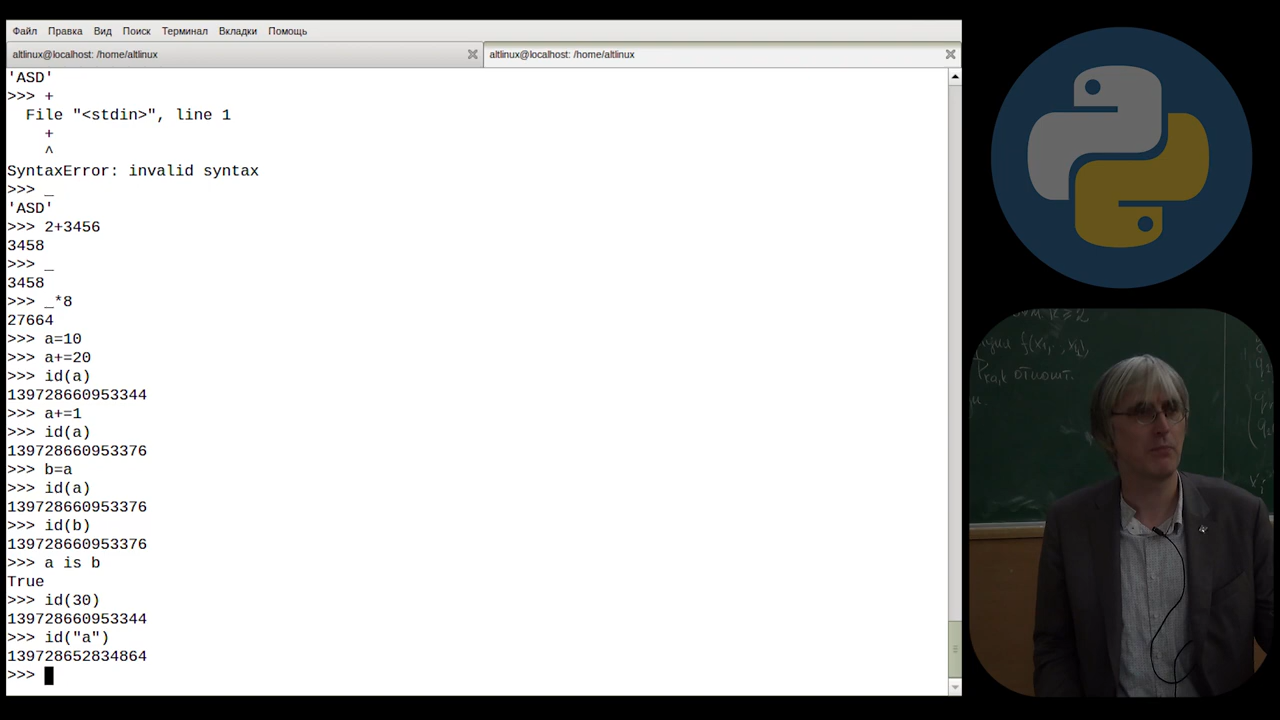 Файл Правка Вид Поиск Терминал Вкладки Помощь
altlinux@localhost: /home/altlinux
altlinux@localhost: /home/altlinux
'ASD'
>>> +
  File "<stdin>", line 1
    +
    ^
SyntaxError: invalid syntax
>>> _
'ASD'
>>> 2+3456
3458
>>> _
3458
>>> _*8
27664
>>> a=10
>>> a+=20
>>> id(a)
139728660953344
>>> a+=1
>>> id(a)
139728660953376
>>> b=a
>>> id(a)
139728660953376
>>> id(b)
139728660953376
>>> a is b
True
>>> id(30)
139728660953344
>>> id("a")
139728652834864
>>>